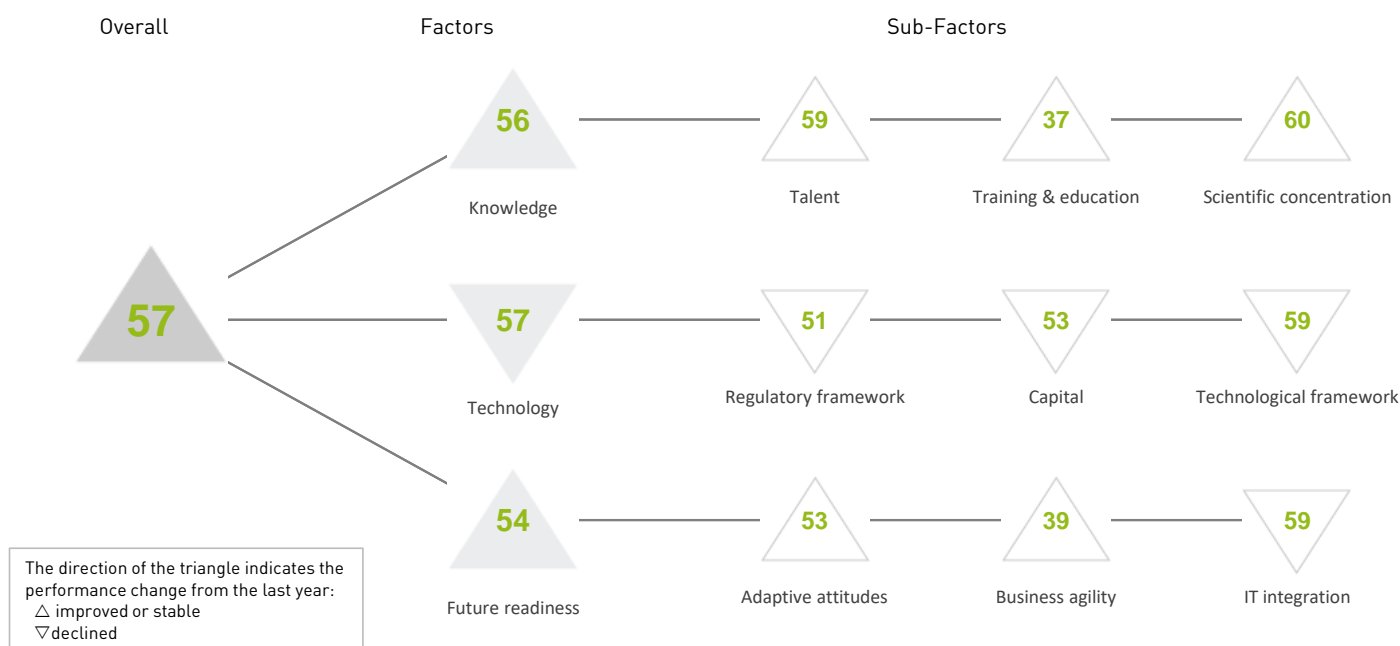 Overall
Factors
Sub-Factors
56
59
37
60
Knowledge
Talent
Training & education
Scientific concentration
57
57
51
53
59
Technology
Regulatory framework
Capital
Technological framework
54
53
39
59
Future readiness
Adaptive attitudes
Business agility
IT integration
The direction of the triangle indicates the
performance change from the last year:
△ improved or stable
▽declined